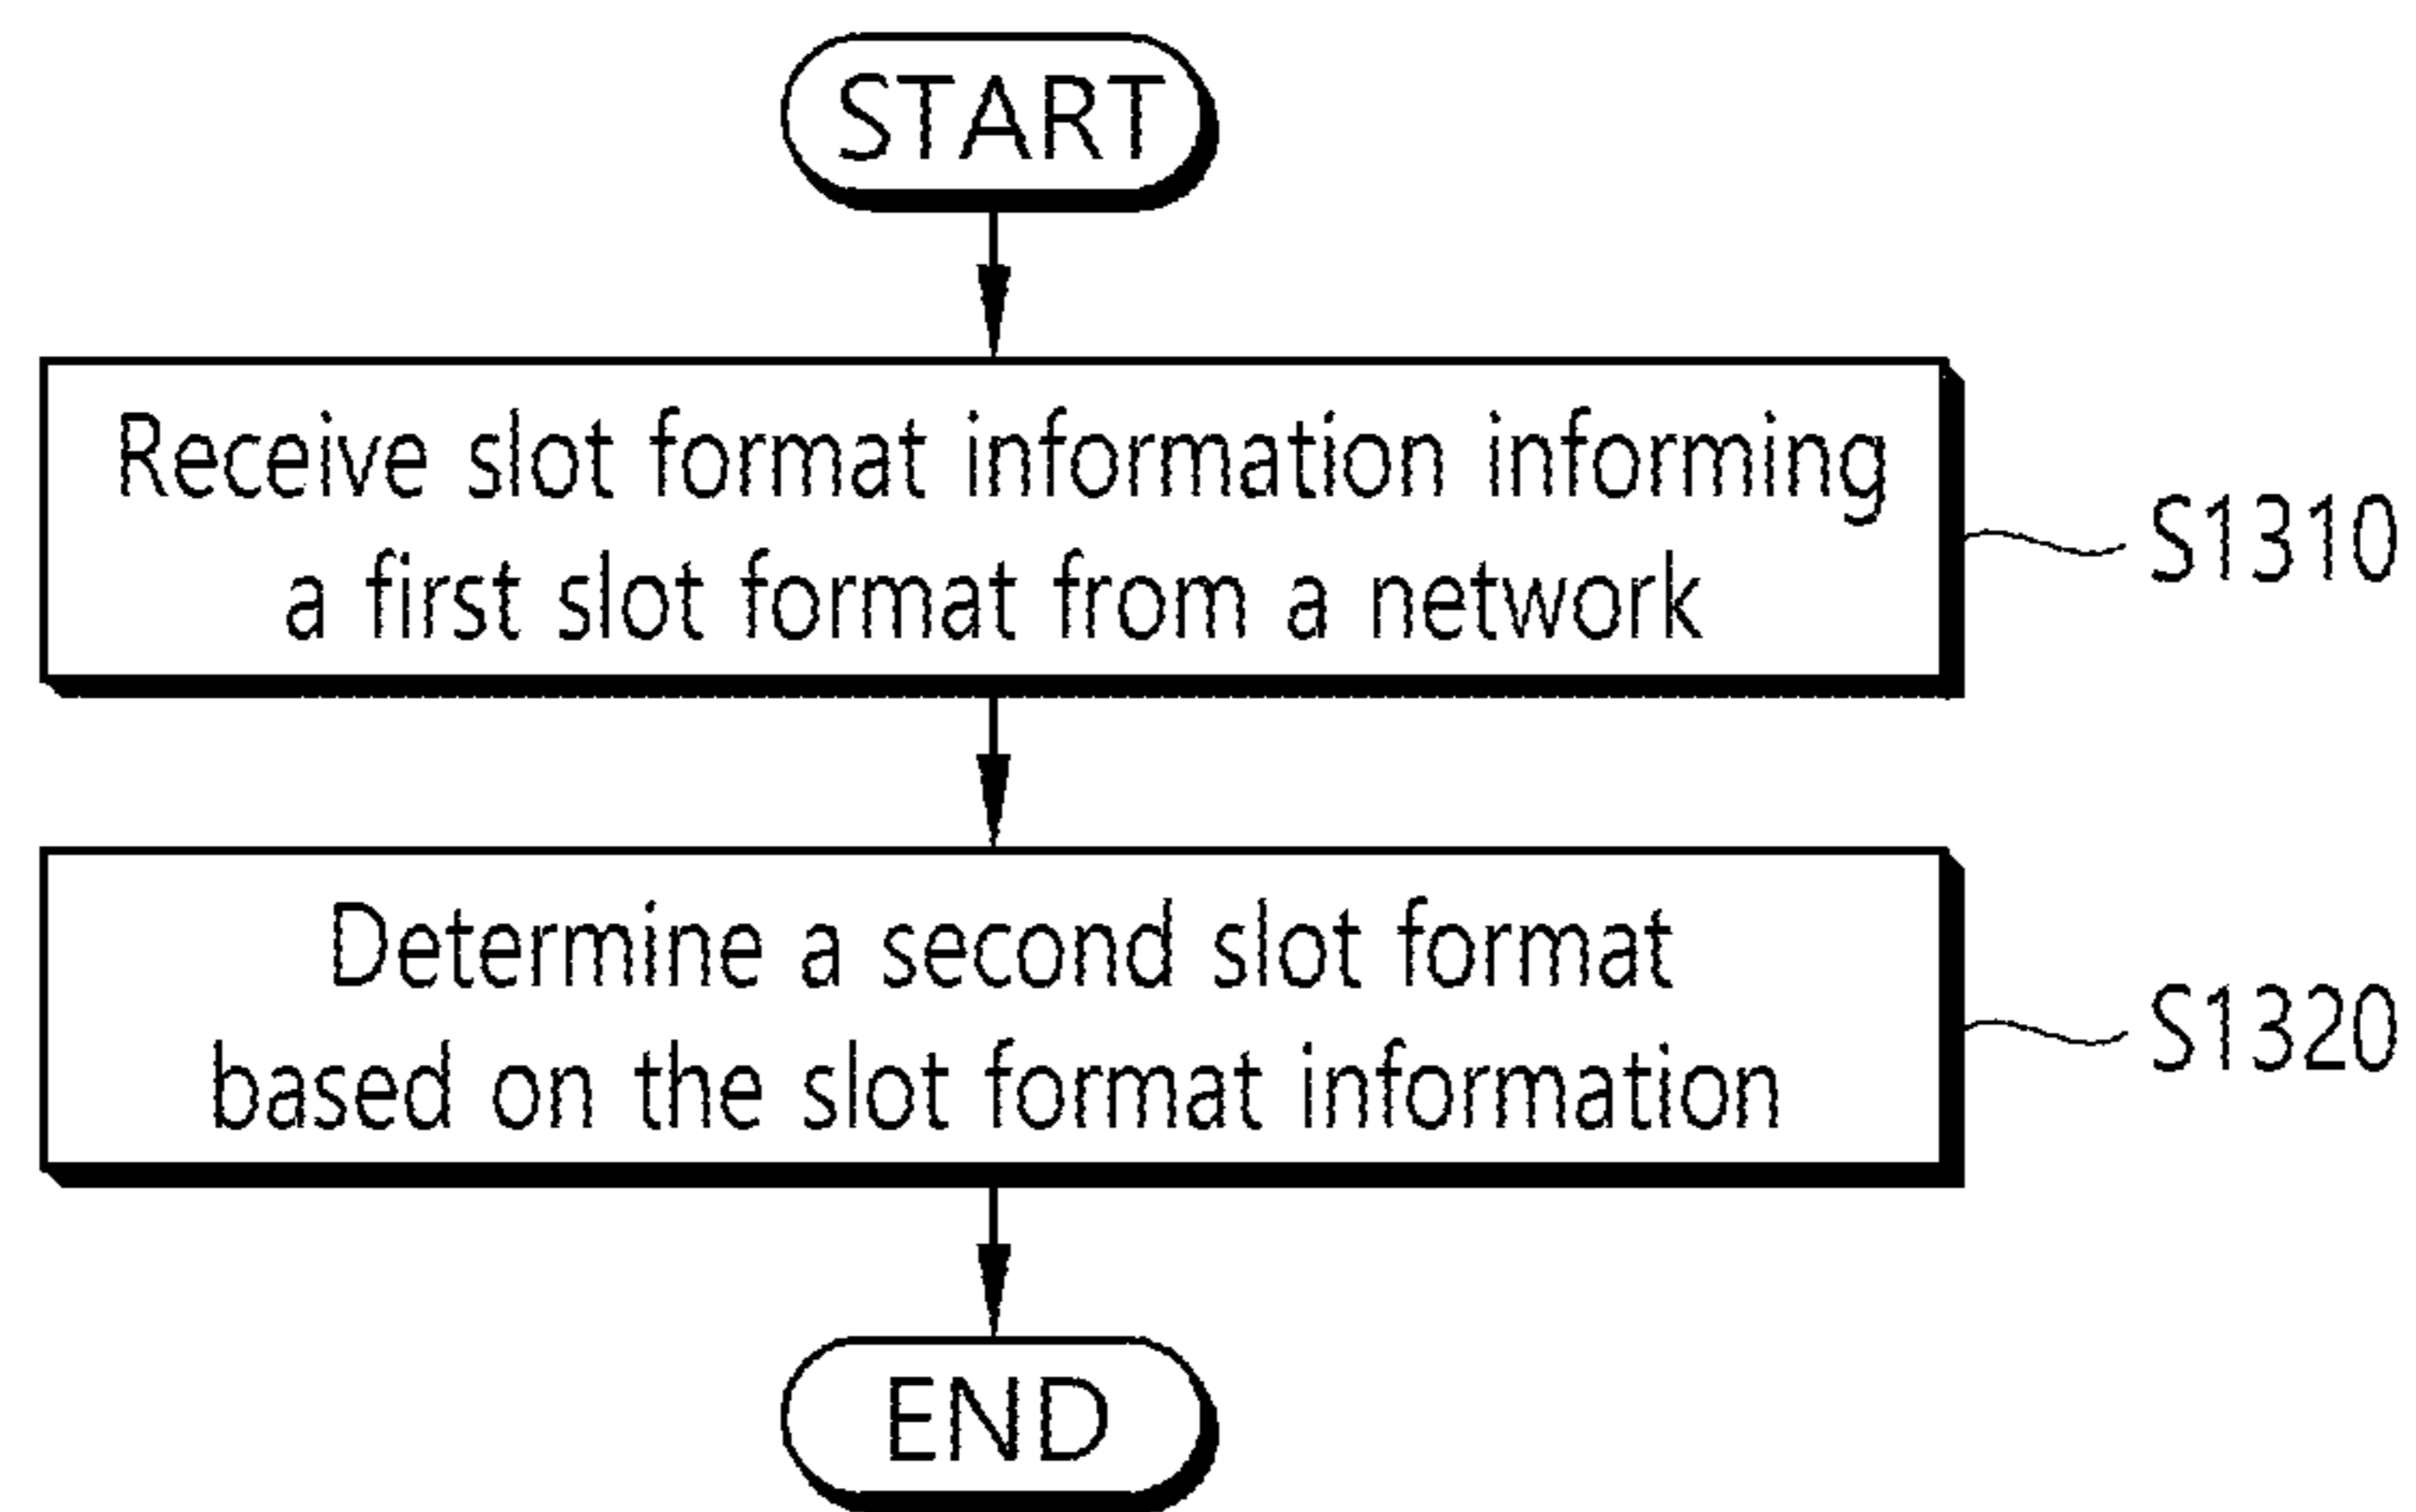 START
Receive slot format information informing
a first slot format from a network
S1310
Determine a second slot format
based on the slot format information
S1320
END